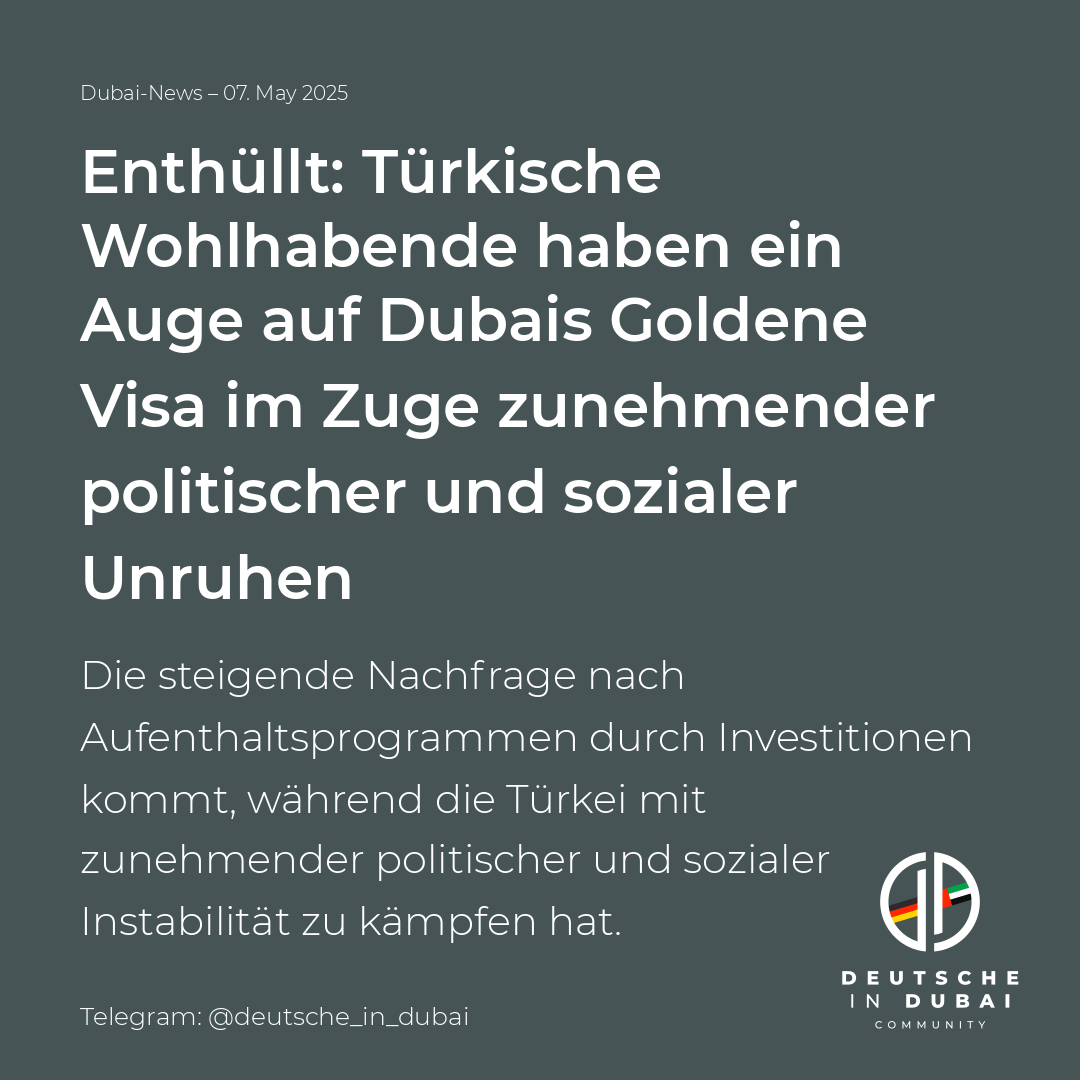 Dubai-News – 07. May 2025
Enthüllt: Türkische
Wohlhabende haben ein
Auge auf Dubais Goldene
Visa im Zuge zunehmender
politischer und sozialer
Unruhen
Die steigende Nachfrage nach
Aufenthaltsprogrammen durch Investitionen
kommt, während die Türkei mit
zunehmender politischer und sozialer
Instabilität zu kämpfen hat.
DEUTSCHE
IN DUBAI
COMMUNITY
Telegram: @deutsche_in_dubai